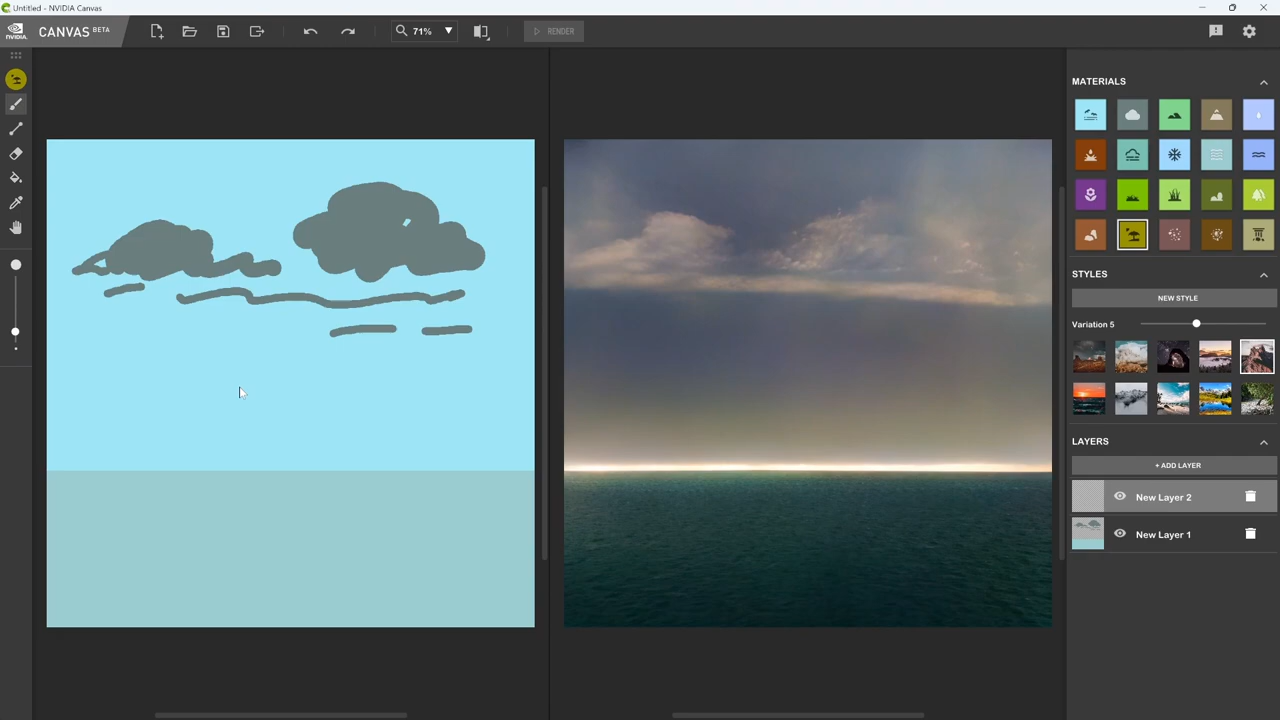 Untitled - NVIDIA Canvas
NVIDIA
CANVAS BETA
71%
RENDER
MATERIALS
STYLES
NEW STYLE
Variation 5
LAYERS
+ ADD LAYER
New Layer 2
New Layer 1